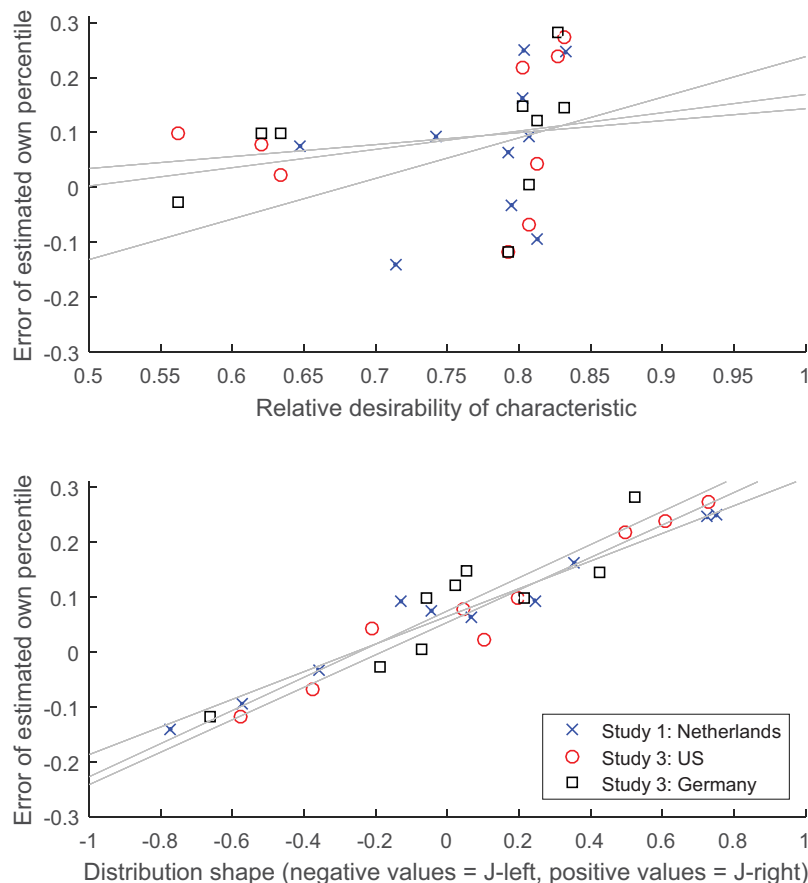 Error of estimated own percentile
0.3
0.2
0.1
0
-0.1
-0.2
-0.3
0.5 0.55 0.6 0.65 0.7 0.75 0.8 0.85 0.9 0.95 1
Relative desirability of characteristic
Error of estimated own percentile
0.3
0.2
0.1
0
-0.1
-0.2
-0.3
Study 1: Netherlands
Study 3: US
Study 3: Germany
-1 -0.8 -0.6 -0.4 -0.2 0 0.2 0.4 0.6 0.8 1
Distribution shape (negative values = J-left, positive values = J-right)